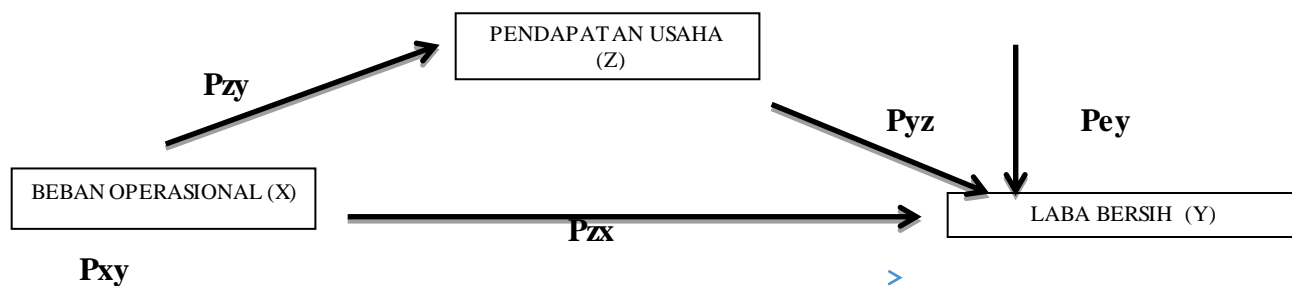 PENDAPATAN USAHA
(Z)
Pzy
Pyz
Pey
BEBAN OPERASIONAL (X)
LABA BERSIH (Y)
Pzx
Pxy